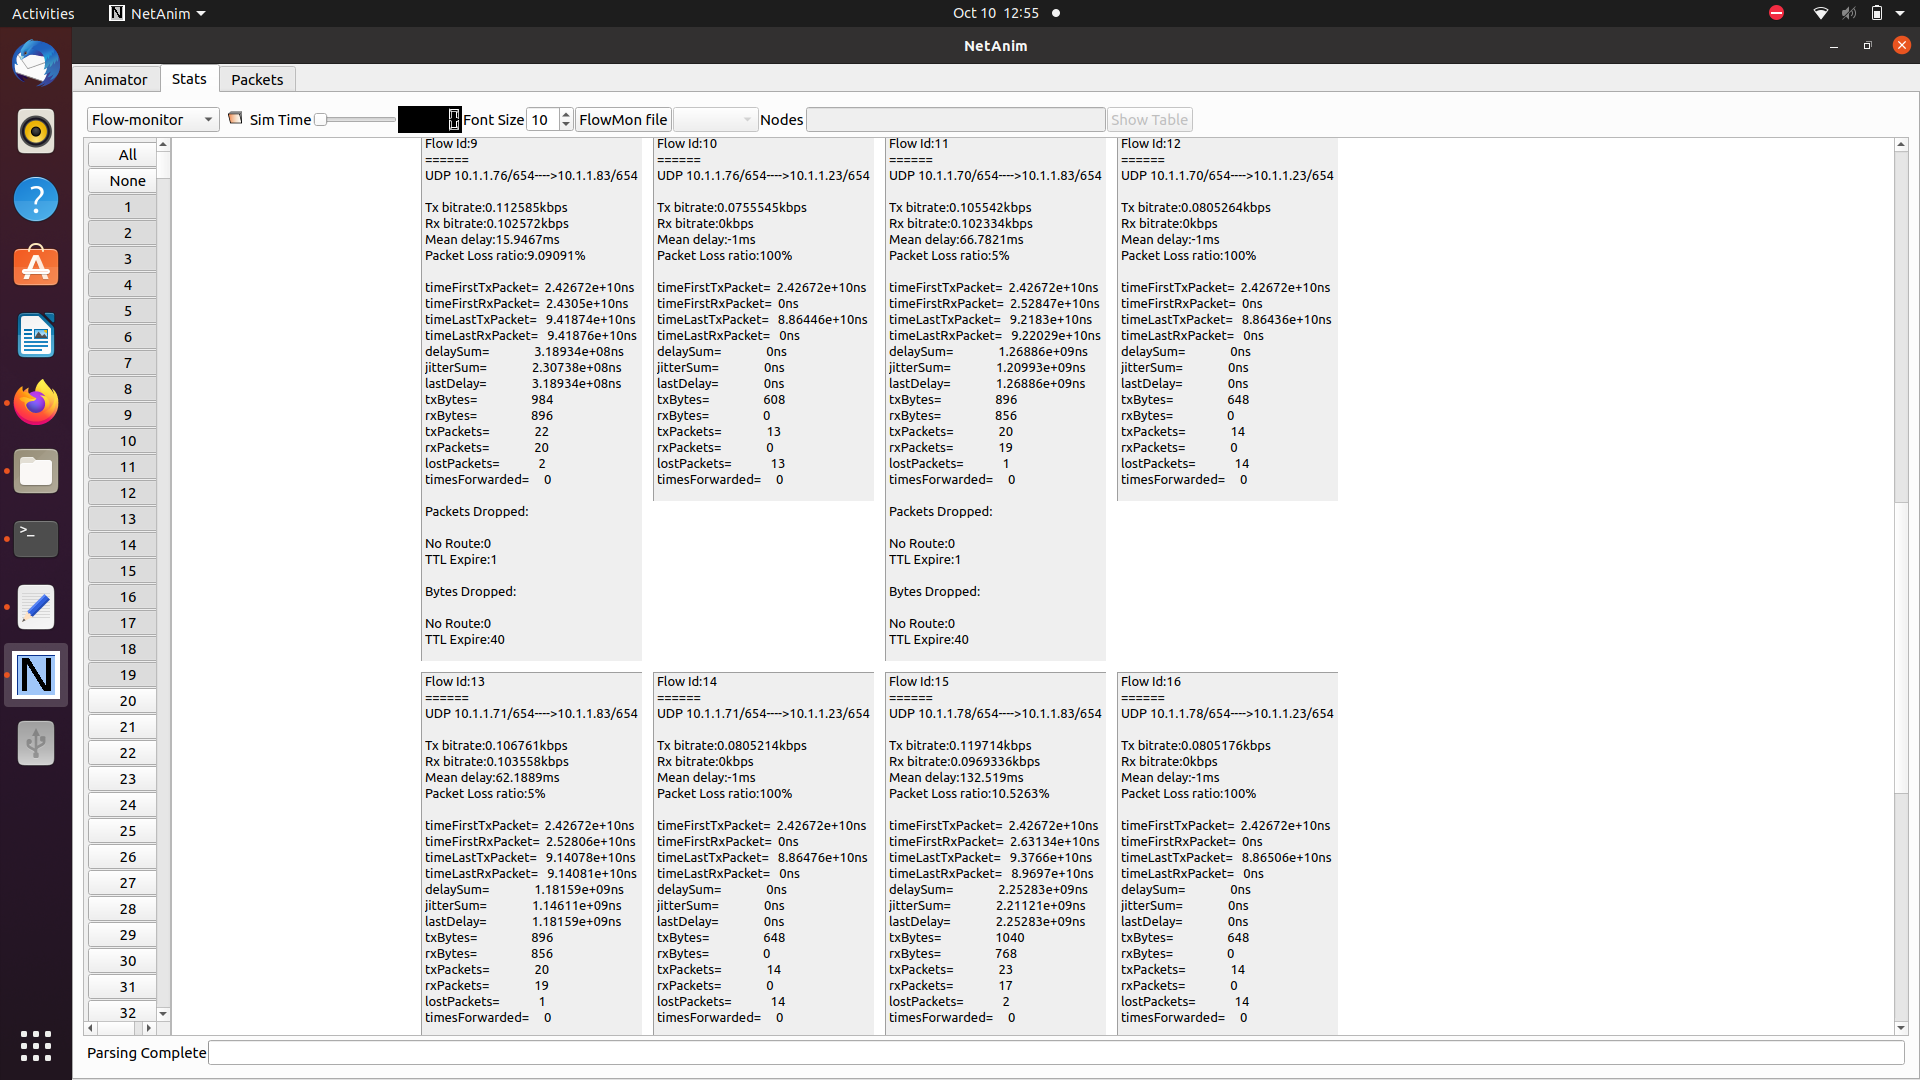 Activities
NetAnim
Oct 10 12:55
NetAnim
Animator
Stats
Packets
Flow-monitor
Sim Time
0
Font Size
10
FlowMon file
Nodes
Show Table
All
None
1
2
3
4
5
6
7
8
9
10
11
12
13
14
15
16
17
18
19
20
21
22
23
24
25
26
27
28
29
30
31
32
Flow Id:9
======
UDP 10.1.1.76/654---->10.1.1.83/654
Tx bitrate:0.112585kbps
Rx bitrate:0.102572kbps
Mean delay:15.9467ms
Packet Loss ratio:9.09091%
timeFirstTxPacket= 2.42672e+10ns
timeFirstRxPacket= 2.4305e+10ns
timeLastTxPacket= 9.41874e+10ns
timeLastRxPacket= 9.41876e+10ns
delaySum= 3.18934e+08ns
jitterSum= 2.30738e+08ns
lastDelay= 3.18934e+08ns
txBytes= 984
rxBytes= 896
txPackets= 22
rxPackets= 20
lostPackets= 2
timesForwarded= 0
Packets Dropped:
No Route:0
TTL Expire:1
Bytes Dropped:
No Route:0
TTL Expire:40
Flow Id:10
======
UDP 10.1.1.76/654---->10.1.1.23/654
Tx bitrate:0.0755545kbps
Rx bitrate:0kbps
Mean delay:-1ms
Packet Loss ratio:100%
timeFirstTxPacket= 2.42672e+10ns
timeFirstRxPacket= 0ns
timeLastTxPacket= 8.86446e+10ns
timeLastRxPacket= 0ns
delaySum= 0ns
jitterSum= 0ns
lastDelay= 0ns
txBytes= 608
rxBytes= 0
txPackets= 13
rxPackets= 0
lostPackets= 13
timesForwarded= 0
Flow Id:11
======
UDP 10.1.1.70/654---->10.1.1.83/654
Tx bitrate:0.105542kbps
Rx bitrate:0.102334kbps
Mean delay:66.7821ms
Packet Loss ratio:5%
timeFirstTxPacket= 2.42672e+10ns
timeFirstRxPacket= 2.52847e+10ns
timeLastTxPacket= 9.2183e+10ns
timeLastRxPacket= 9.22029e+10ns
delaySum= 1.26886e+09ns
jitterSum= 1.20993e+09ns
lastDelay= 1.26886e+09ns
txBytes= 896
rxBytes= 856
txPackets= 20
rxPackets= 19
lostPackets= 1
timesForwarded= 0
Packets Dropped:
No Route:0
TTL Expire:1
Bytes Dropped:
No Route:0
TTL Expire:40
Flow Id:12
======
UDP 10.1.1.70/654---->10.1.1.23/654
Tx bitrate:0.0805264kbps
Rx bitrate:0kbps
Mean delay:-1ms
Packet Loss ratio:100%
timeFirstTxPacket= 2.42672e+10ns
timeFirstRxPacket= 0ns
timeLastTxPacket= 8.86436e+10ns
timeLastRxPacket= 0ns
delaySum= 0ns
jitterSum= 0ns
lastDelay= 0ns
txBytes= 648
rxBytes= 0
txPackets= 14
rxPackets= 0
lostPackets= 14
timesForwarded= 0
Flow Id:13
======
UDP 10.1.1.71/654---->10.1.1.83/654
Tx bitrate:0.106761kbps
Rx bitrate:0.103558kbps
Mean delay:62.1889ms
Packet Loss ratio:5%
timeFirstTxPacket= 2.42672e+10ns
timeFirstRxPacket= 2.52806e+10ns
timeLastTxPacket= 9.14078e+10ns
timeLastRxPacket= 9.14081e+10ns
delaySum= 1.18159e+09ns
jitterSum= 1.14611e+09ns
lastDelay= 1.18159e+09ns
txBytes= 896
rxBytes= 856
txPackets= 20
rxPackets= 19
lostPackets= 1
timesForwarded= 0
Flow Id:14
======
UDP 10.1.1.71/654---->10.1.1.23/654
Tx bitrate:0.0805214kbps
Rx bitrate:0kbps
Mean delay:-1ms
Packet Loss ratio:100%
timeFirstTxPacket= 2.42672e+10ns
timeFirstRxPacket= 0ns
timeLastTxPacket= 8.86476e+10ns
timeLastRxPacket= 0ns
delaySum= 0ns
jitterSum= 0ns
lastDelay= 0ns
txBytes= 648
rxBytes= 0
txPackets= 14
rxPackets= 0
lostPackets= 14
timesForwarded= 0
Flow Id:15
======
UDP 10.1.1.78/654---->10.1.1.83/654
Tx bitrate:0.119714kbps
Rx bitrate:0.0969336kbps
Mean delay:132.519ms
Packet Loss ratio:10.5263%
timeFirstTxPacket= 2.42672e+10ns
timeFirstRxPacket= 2.63134e+10ns
timeLastTxPacket= 9.3766e+10ns
timeLastRxPacket= 8.9697e+10ns
delaySum= 2.25283e+09ns
jitterSum= 2.21121e+09ns
lastDelay= 2.25283e+09ns
txBytes= 1040
rxBytes= 768
txPackets= 23
rxPackets= 17
lostPackets= 2
timesForwarded= 0
Flow Id:16
======
UDP 10.1.1.78/654---->10.1.1.23/654
Tx bitrate:0.0805176kbps
Rx bitrate:0kbps
Mean delay:-1ms
Packet Loss ratio:100%
timeFirstTxPacket= 2.42672e+10ns
timeFirstRxPacket= 0ns
timeLastTxPacket= 8.86506e+10ns
timeLastRxPacket= 0ns
delaySum= 0ns
jitterSum= 0ns
lastDelay= 0ns
txBytes= 648
rxBytes= 0
txPackets= 14
rxPackets= 0
lostPackets= 14
timesForwarded= 0
Parsing Complete